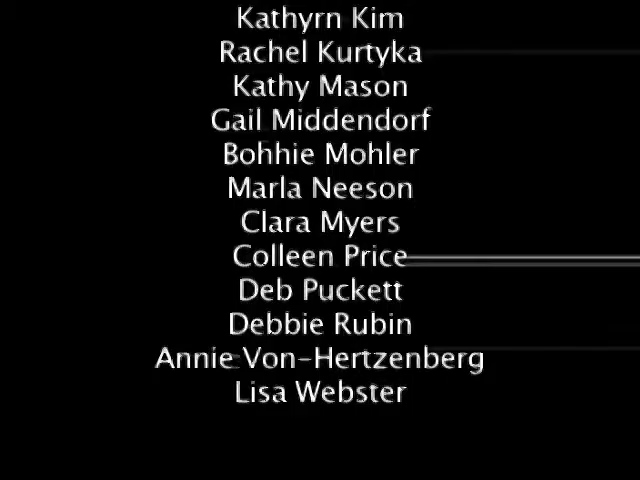 Kathyrn Kim
Rachel Kurtyka
Kathy Mason
Gail Middendorf
Bohhie Mohler
Marla Neeson
Clara Myers
Colleen Price
Deb Puckett
Debbie Rubin
Annie Von-Hertzenberg
Lisa Webster